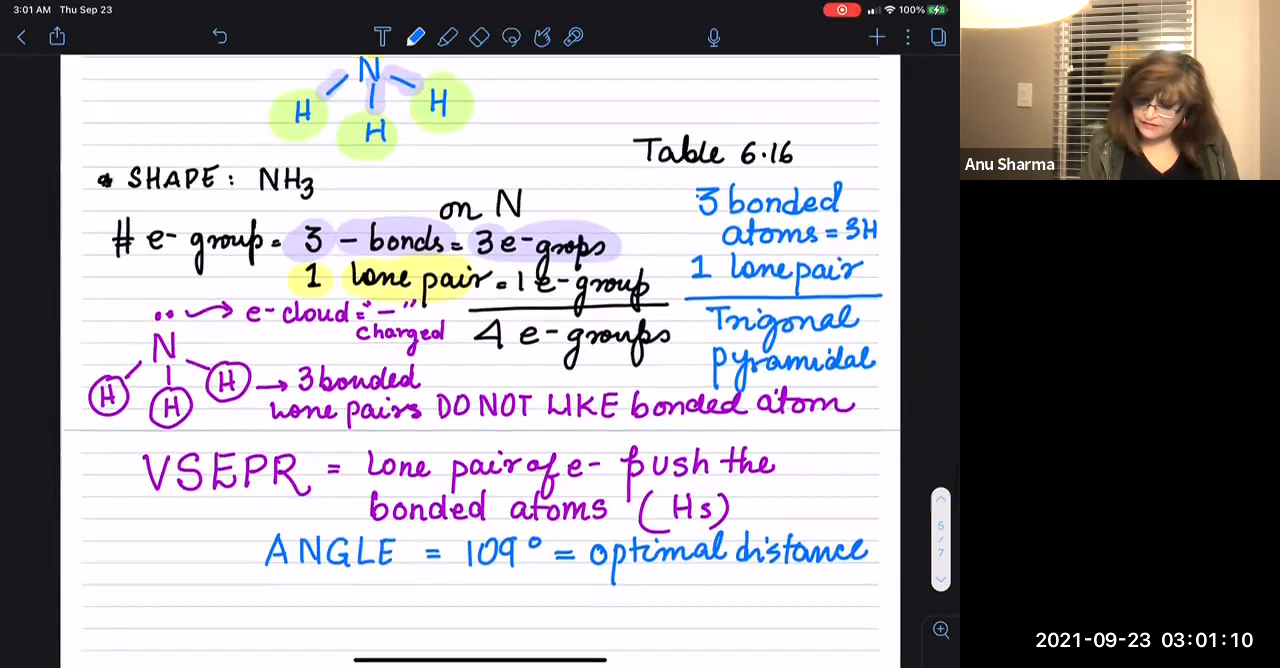 3:01 AM Thu Sep 23
100%
N
H H
H
Anu Sharma
Table 6.16
SHAPE: NH3
on N
# e- group = 3 - bonds = 3 e- grops
1 lone pair = 1 e- group
4 e- groups
3 bonded
atoms = 3H
1 lone pair
Trigonal
pyramidal
e- cloud = "-"
charged
N
H H H
→ 3 bonded
Lone pairs DO NOT LIKE bonded atom
VSEPR = Lone pair of e- push the
bonded atoms (Hs)
ANGLE = 109° = optimal distance
5
/
7
2021-09-23 03:01:10